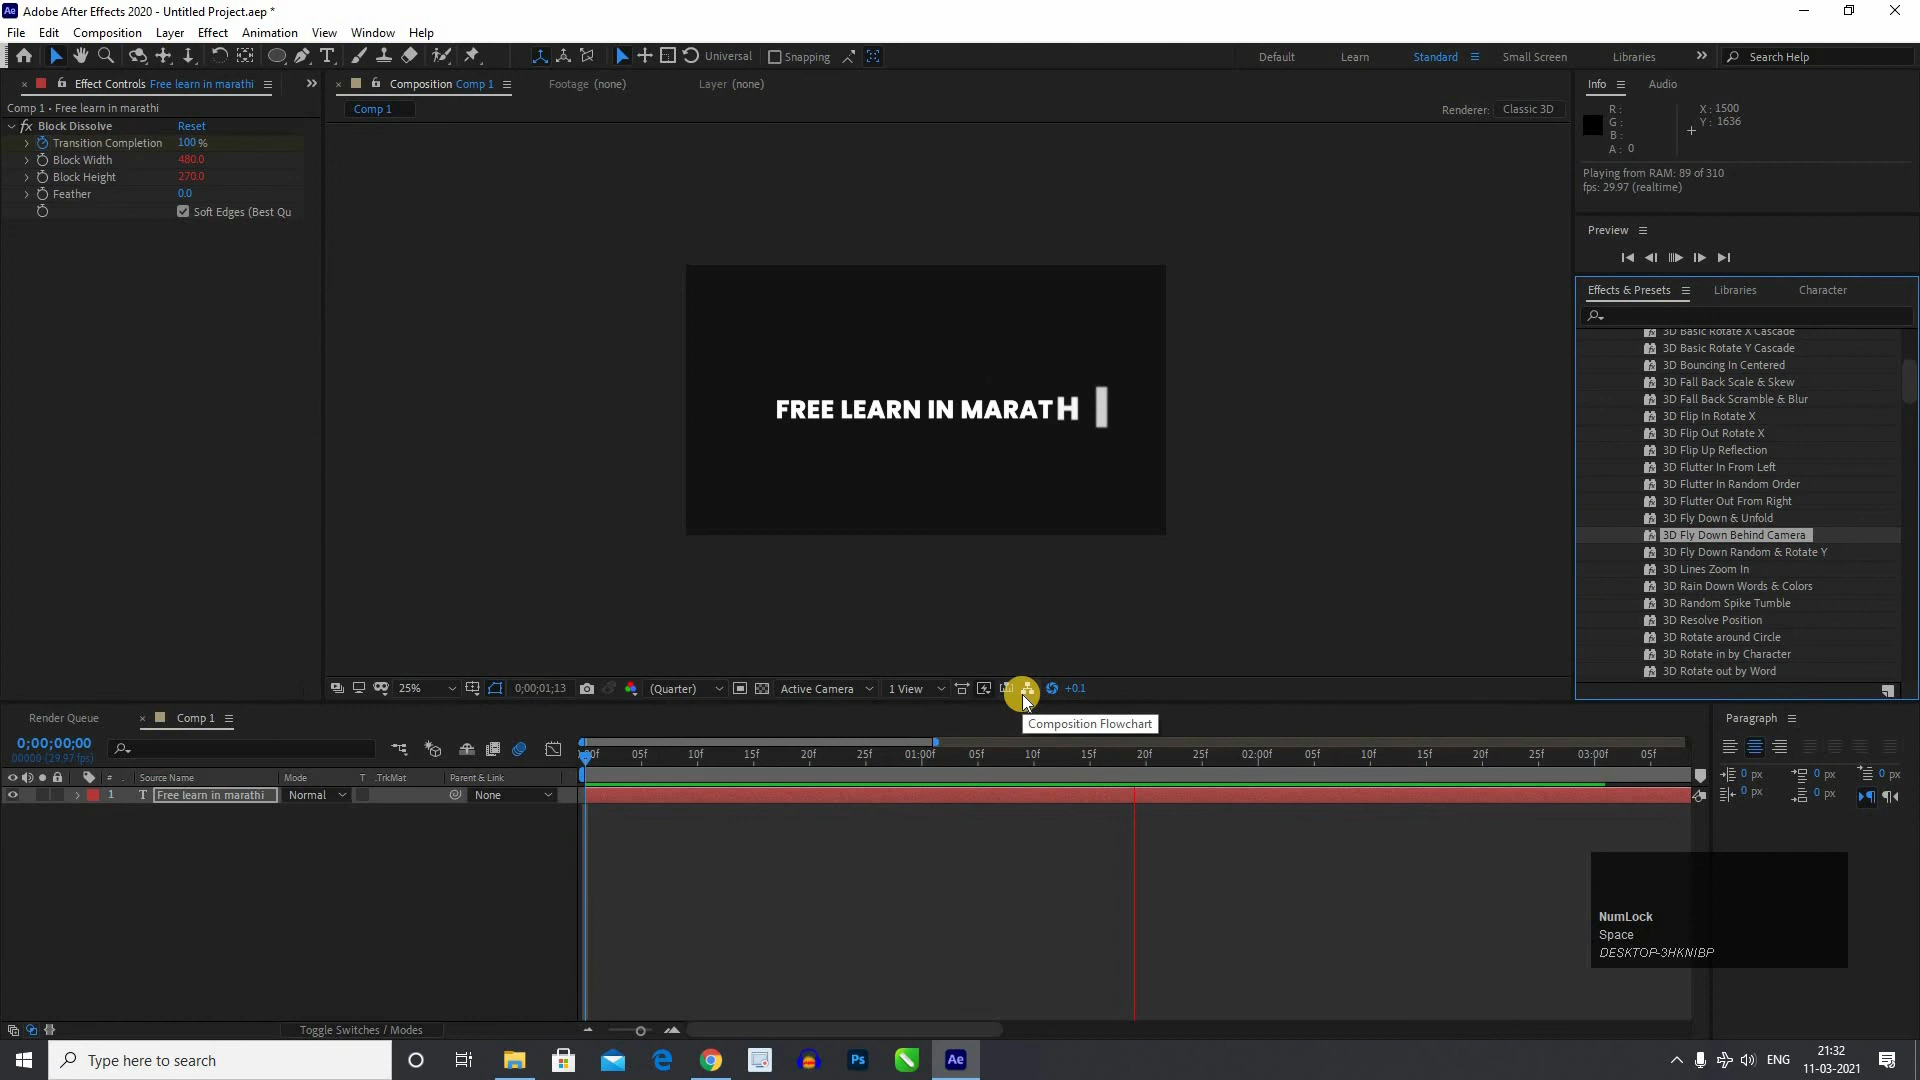 Adobe After Effects 2020 - Untitled Project.aep *
File Edit Composition Layer Effect Animation View Window Help
Universal Snapping Default Learn Standard Small Screen Libraries Search Help
Effect Controls Free learn in marathi
Composition Comp 1 Footage (none) Layer (none)
Info Audio
Comp 1 • Free learn in marathi
Comp 1
Renderer: Classic 3D
R :
G :
B :
A : 0
X : 1500
Y : 1636
fx Block Dissolve Reset
Transition Completion 100 %
Block Width 480.0
Block Height 270.0
Feather 0.0
Soft Edges (Best Qu
Playing from RAM: 89 of 310
fps: 29.97 (realtime)
Preview
Effects & Presets Libraries Character
3D Basic Rotate X Cascade
3D Basic Rotate Y Cascade
3D Bouncing In Centered
3D Fall Back Scale & Skew
3D Fall Back Scramble & Blur
3D Flip In Rotate X
3D Flip Out Rotate X
3D Flip Up Reflection
3D Flutter In From Left
3D Flutter In Random Order
3D Flutter Out From Right
3D Fly Down & Unfold
3D Fly Down Behind Camera
3D Fly Down Random & Rotate Y
3D Lines Zoom In
3D Rain Down Words & Colors
3D Random Spike Tumble
3D Resolve Position
3D Rotate around Circle
3D Rotate in by Character
3D Rotate out by Word
FREE LEARN IN MARATH I
25% 0;00;01;13 (Quarter) Active Camera 1 View +0.1
Composition Flowchart
Render Queue Comp 1
Paragraph
0;00;00;00
00000 (29.97 fps)
:00f 05f 10f 15f 20f 25f 01:00f 05f 10f 15f 20f 25f 02:00f 05f 10f 15f 20f 25f 03:00f 05f
# Source Name Mode T .TrkMat Parent & Link
1 T Free learn in marathi Normal None
0 px 0 px 0 px
0 px 0 px
NumLock
Space
DESKTOP-3HKNIBP
Toggle Switches / Modes
Type here to search
Ps
Ae
ENG
21:32
11-03-2021